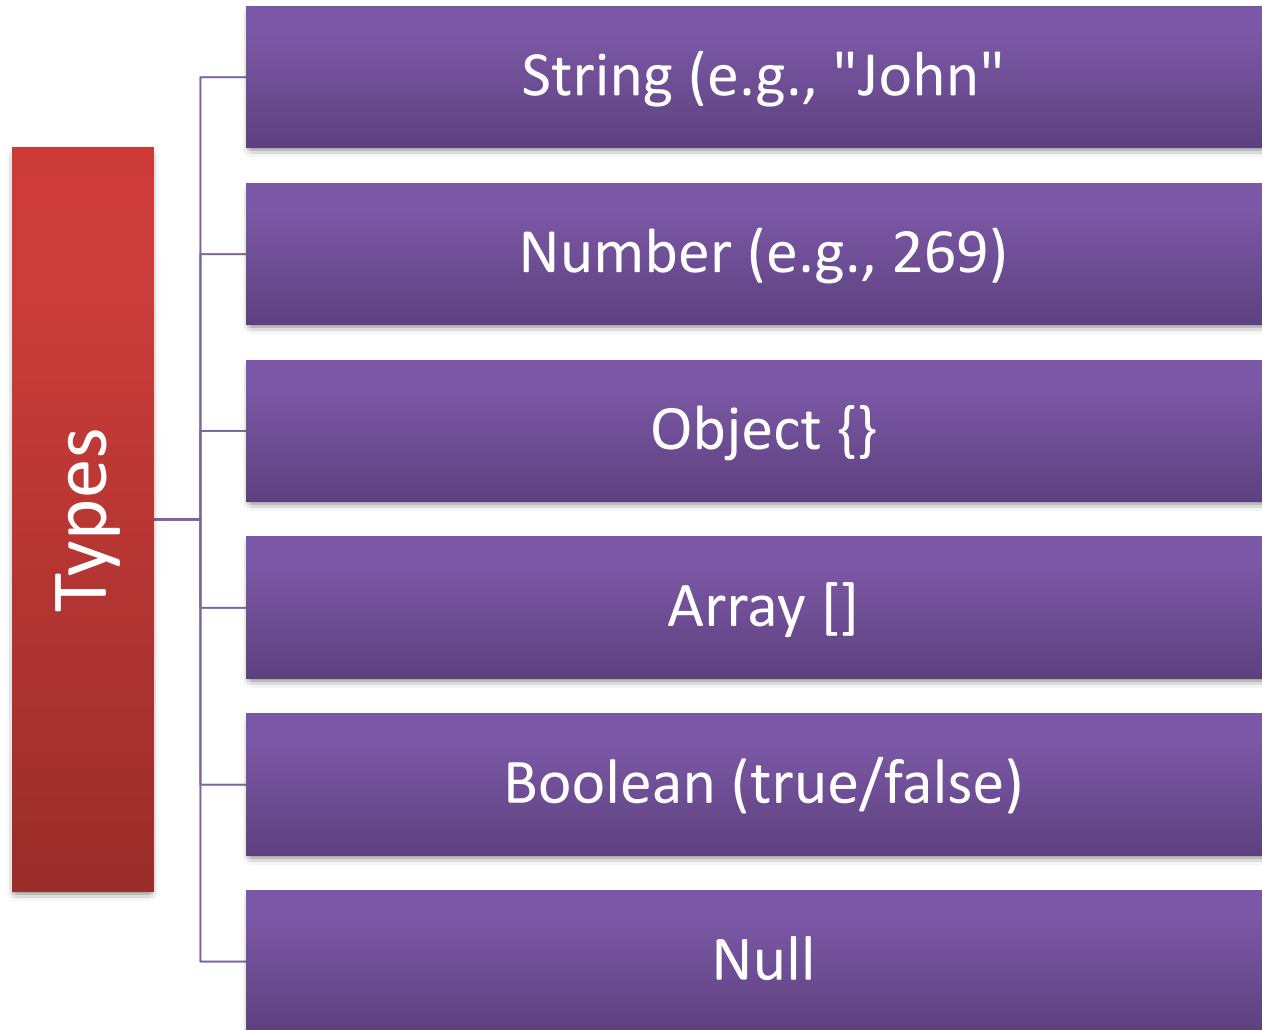 Types
String (e.g., "John"
Number (e.g., 269)
Object {}
Array []
Boolean (true/false)
Null